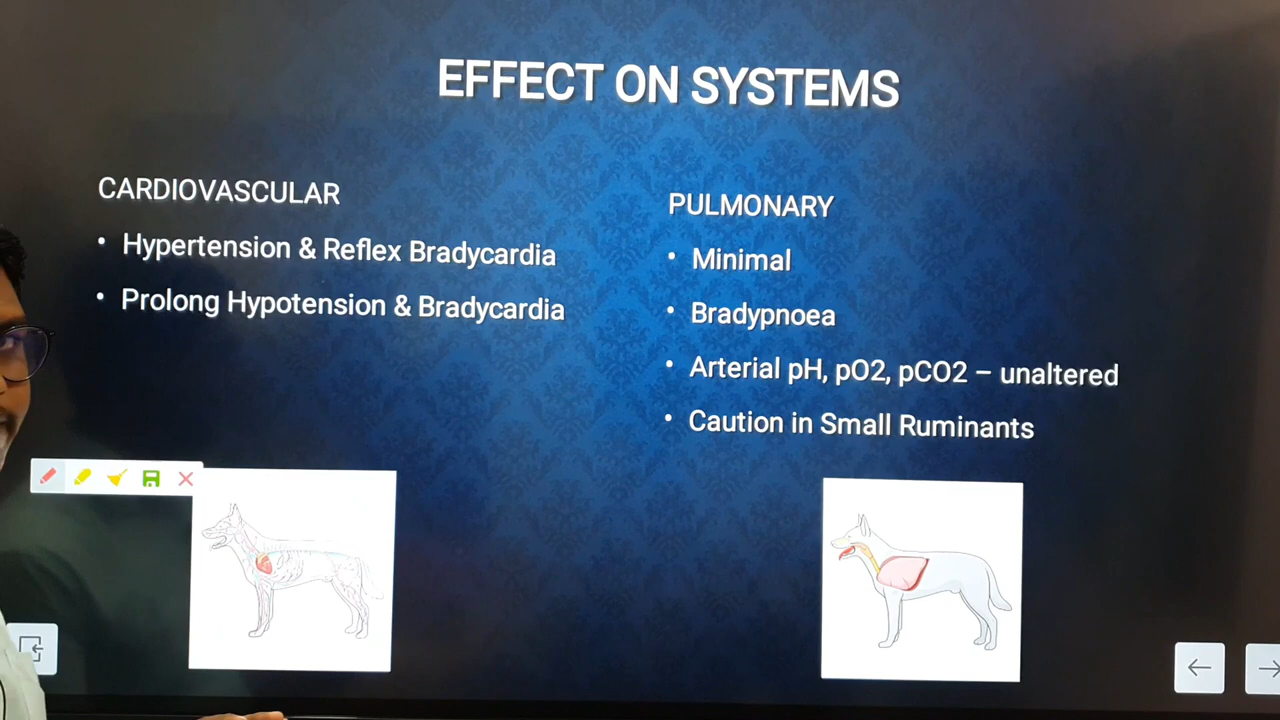 EFFECT ON SYSTEMS
CARDIOVASCULAR
• Hypertension & Reflex Bradycardia
• Prolong Hypotension & Bradycardia
PULMONARY
• Minimal
• Bradypnoea
• Arterial pH, pO2, pCO2 – unaltered
• Caution in Small Ruminants